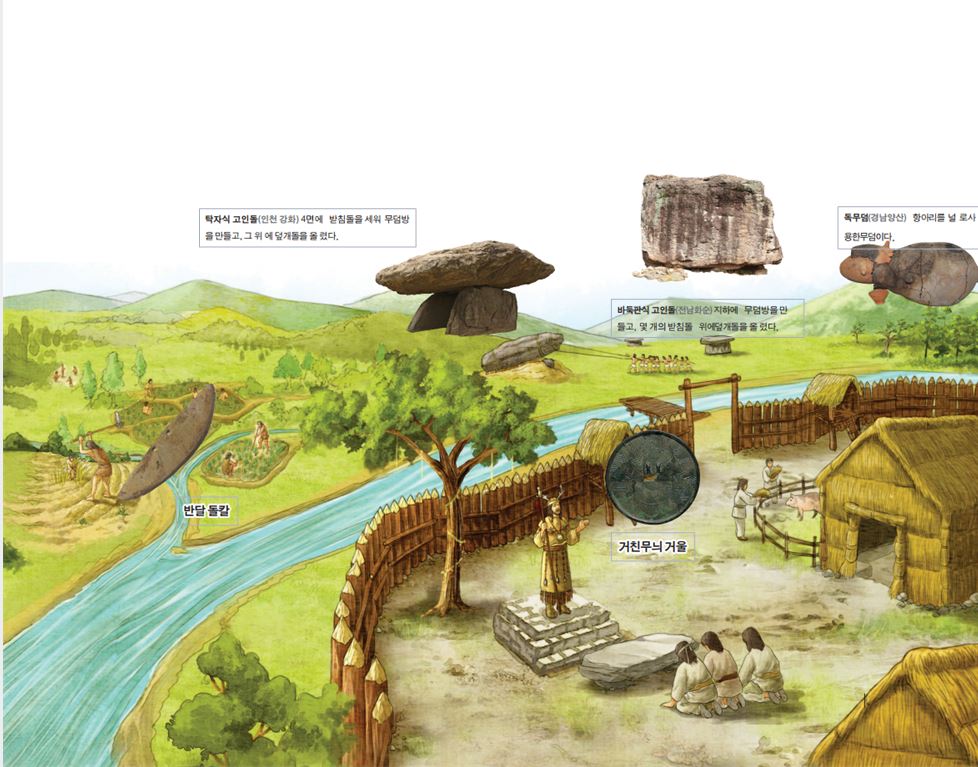 탁자식 고인돌(인천 강화) 4면에 받침돌을 세워 무덤방
을 만들고, 그 위 에 덮개돌을 올 렸다.
바둑판식 고인돌(전남화순) 지하에 무덤방을 만
들고, 몇 개의 받침돌 위에덮개돌을 올 렸다.
독무덤(경남양산) 항아리를 널 로사
용한무덤이다.
반달 돌칼
거친무늬 거울